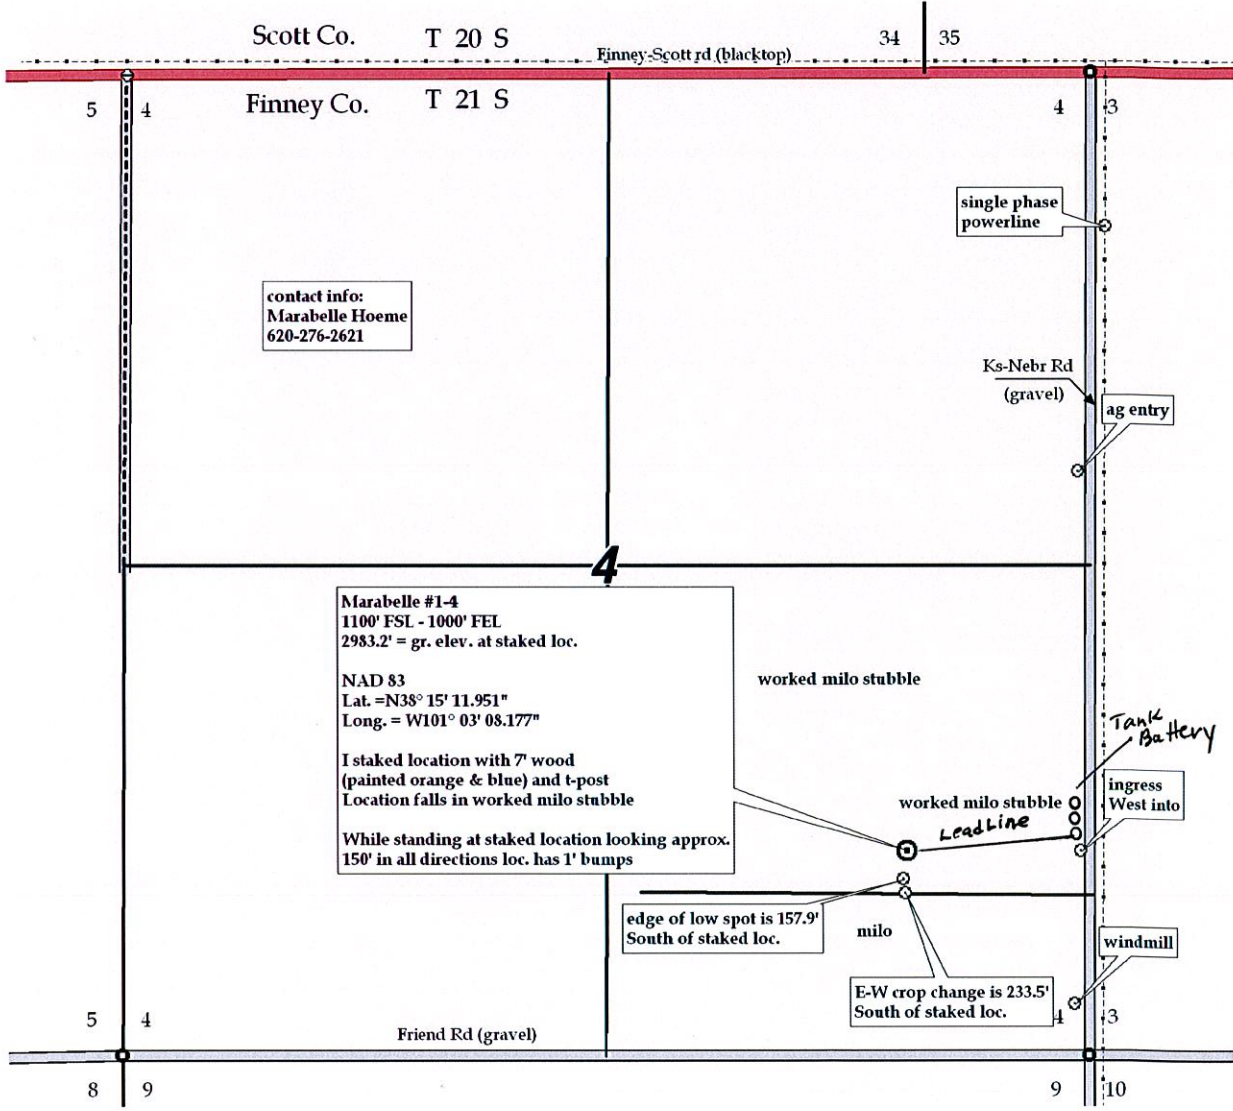 Scott Co. T 20 S
Finney-Scott rd (blacktop)
34 35
Finney Co. T 21 S
5 4
4 3
single phase
powerline
contact info:
Marabelle Hoeme
620-276-2621
Ks-Nebr Rd
(gravel)
ag entry
4
Marabelle #1-4
1100' FSL - 1000' FEL
2983.2' = gr. elev. at staked loc.
NAD 83
Lat. =N38° 15' 11.951"
Long. = W101° 03' 08.177"
I staked location with 7' wood
(painted orange & blue) and t-post
Location falls in worked milo stubble
While standing at staked location looking approx.
150' in all directions loc. has 1' bumps
worked milo stubble
Tank
Battery
ingress
West into
worked milo stubble
LeadLine
edge of low spot is 157.9'
South of staked loc.
milo
windmill
E-W crop change is 233.5'
South of staked loc.
5 4
4 3
Friend Rd (gravel)
8 9
9 10